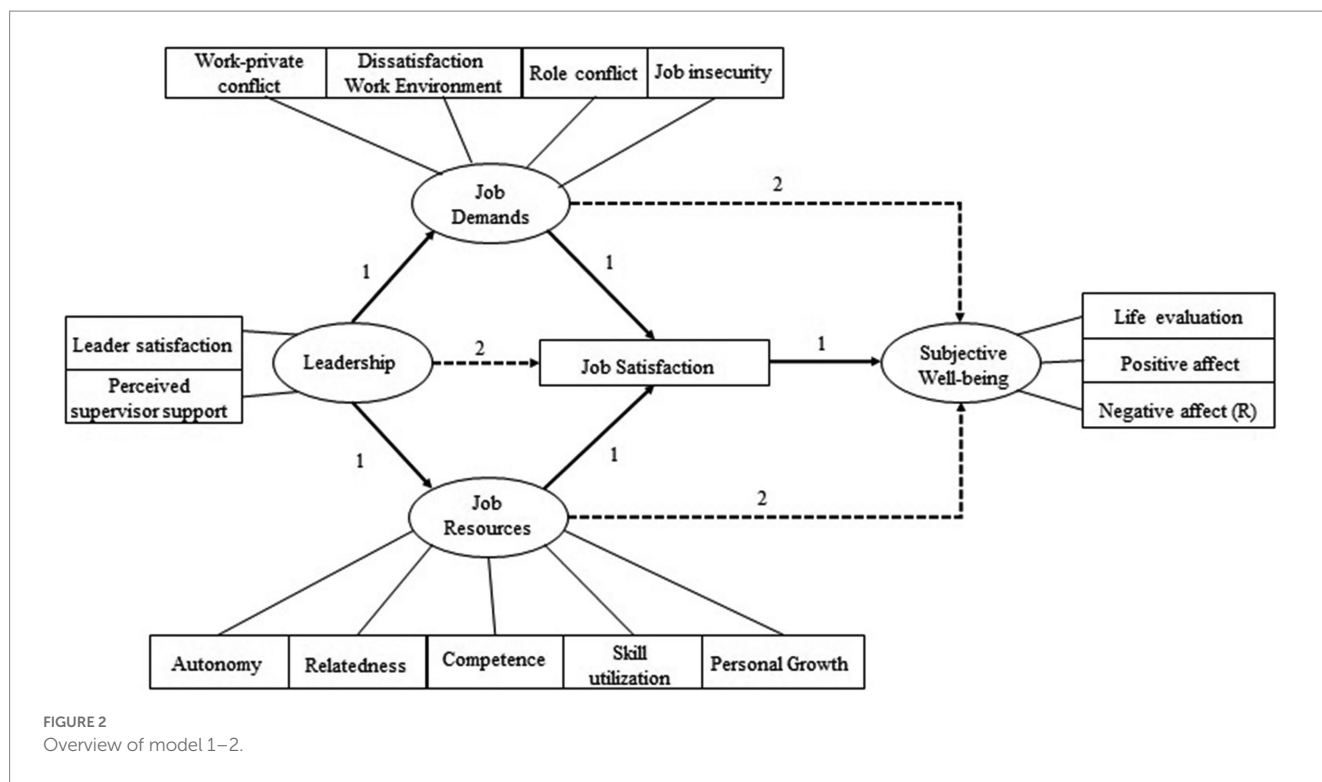 Work-private
conflict
Dissatisfaction
Work Environment
Role conflict
Job insecurity
Job
Demands
2
1
1
Leader satisfaction
Perceived
supervisor support
Leadership
2
Job Satisfaction
1
Subjective
Well-being
Life evaluation
Positive affect
Negative affect (R)
1
1
Job
Resources
2
Autonomy
Relatedness
Competence
Skill
utilization
Personal Growth
FIGURE 2
Overview of model 1–2.